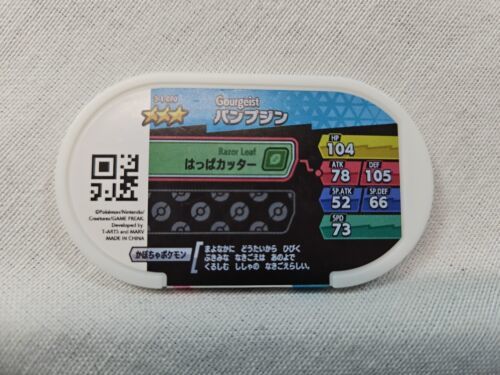 Gourgeist
パンプジン
Razor Leaf
はっぱカッター
HP
104
ATK
78
DEF
105
SP.ATK
52
SP.DEF
66
SPD
73
©Pokémon/Nintendo/
Creatures/GAME FREAK
Developed by
T-ARTS and MARV
MADE IN CHINA
かぼちゃポケモン
まよなかに どうたいから ひびく
ぶきみな なきごえは あのよで
くるしむ ししゃの なきごえらしい。